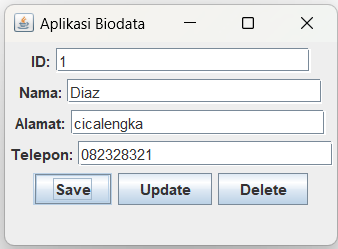 Aplikasi Biodata
ID: 1
Nama: Diaz
Alamat: cicalengka
Telepon: 082328321
Save Update Delete